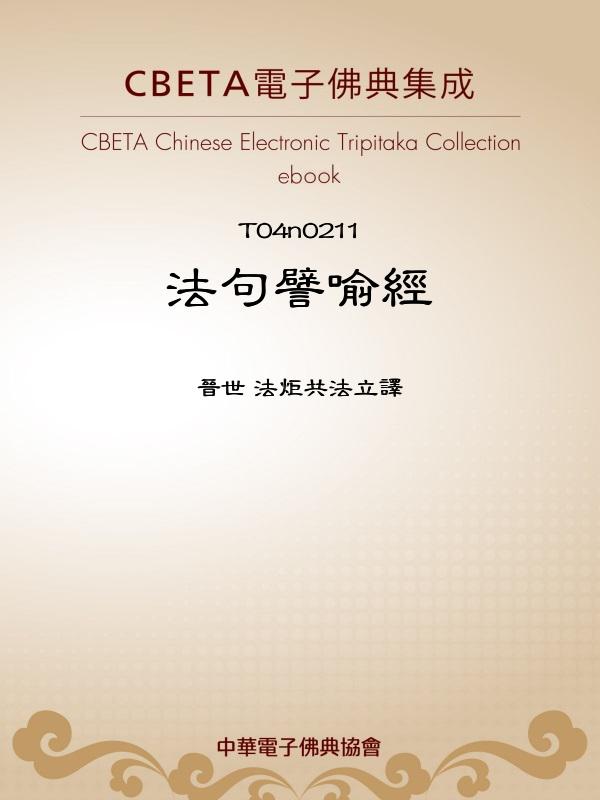 CBETA電子佛典集成
CBETA Chinese Electronic Tripitaka Collection
ebook
T04n0211
法句譬喻經
晉世 法炬共法立譯
中華電子佛典協會